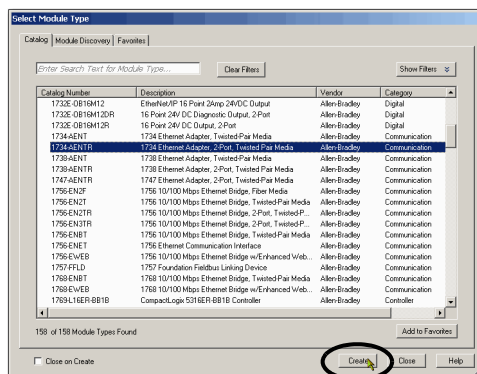 Select Module Type
Catalog Module Discovery Favorites
Enter Search Text for Module Type... Clear Filters Show Filters
Catalog Number Description Vendor Category
1732E-OB16M12 EtherNet/IP 16 Point 2Amp 24VDC Output Allen-Bradley Digital
1732E-OB16M12DR 16 Point 24V DC Diagnostic Output, 2-Port Allen-Bradley Digital
1732E-OB16M12R 16 Point 24V DC Output, 2-Port Allen-Bradley Digital
1734-AENT 1734 Ethernet Adapter, Twisted-Pair Media Allen-Bradley Communication
1734-AENTR 1734 Ethernet Adapter, 2-Port, Twisted-Pair Media Allen-Bradley Communication
1738-AENT 1738 Ethernet Adapter, Twisted-Pair Media Allen-Bradley Communication
1738-AENTR 1738 Ethernet Adapter, 2-Port, Twisted-Pair Media Allen-Bradley Communication
1747-AENTR 1747 Ethernet Adapter, 2-Port, Twisted-Pair Media Allen-Bradley Communication
1756-EN2F 1756 10/100 Mbps Ethernet Bridge, Fiber Media Allen-Bradley Communication
1756-EN2T 1756 10/100 Mbps Ethernet Bridge, Twisted-Pair Media Allen-Bradley Communication
1756-EN2TR 1756 10/100 Mbps Ethernet Bridge, 2-Port, Twisted-P... Allen-Bradley Communication
1756-EN3TR 1756 10/100 Mbps Ethernet Bridge, 2-Port, Twisted-P... Allen-Bradley Communication
1756-ENBT 1756 10/100 Mbps Ethernet Bridge, Twisted-Pair Media Allen-Bradley Communication
1756-ENET 1756 Ethernet Communication Interface Allen-Bradley Communication
1756-EWEB 1756 10/100 Mbps Ethernet Bridge w/Enhanced Web... Allen-Bradley Communication
1757-FFLD 1757 Foundation Fieldbus Linking Device Allen-Bradley Communication
1768-ENBT 1768 10/100 Mbps Ethernet Bridge, Twisted-Pair Media Allen-Bradley Communication
1768-EWEB 1768 10/100 Mbps Ethernet Bridge w/Enhanced Web... Allen-Bradley Communication
1769-L16ER-BB1B CompactLogix 5316ER-BB1B Controller Allen-Bradley Controller
158 of 158 Module Types Found Add to Favorites
Close on Create Create Close Help